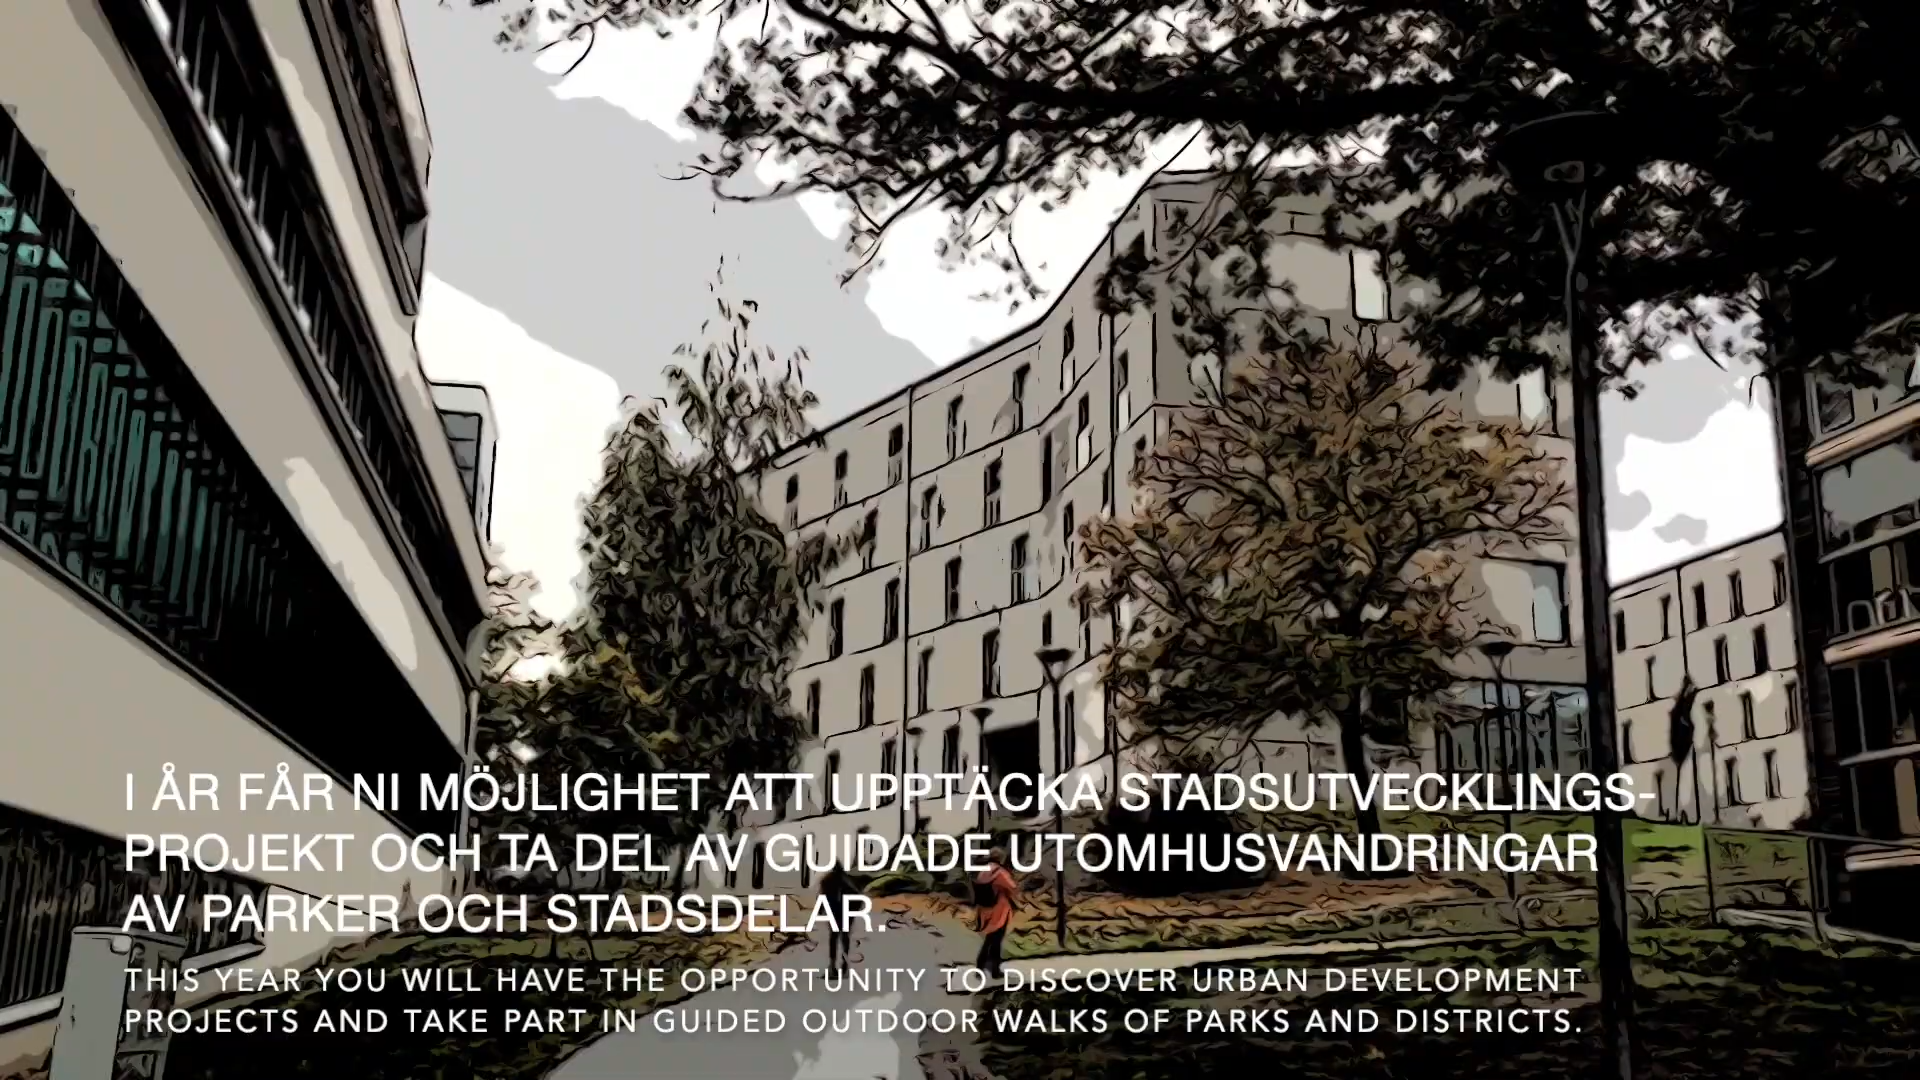 I ÅR FÅR NI MÖJLIGHET ATT UPPTÄCKA STADSUTVECKLINGS-
PROJEKT OCH TA DEL AV GUIDADE UTOMHUSVANDRINGAR
AV PARKER OCH STADSDELAR.
THIS YEAR YOU WILL HAVE THE OPPORTUNITY TO DISCOVER URBAN DEVELOPMENT
PROJECTS AND TAKE PART IN GUIDED OUTDOOR WALKS OF PARKS AND DISTRICTS.